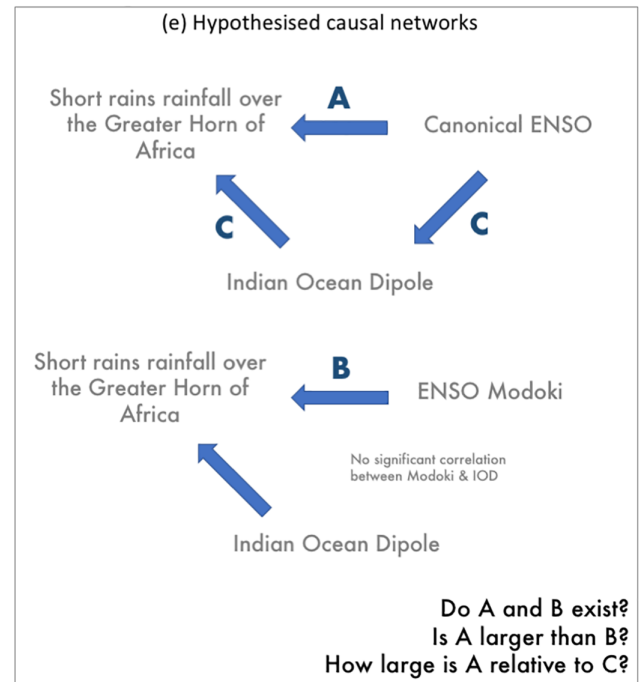 (e) Hypothesised causal networks
Short rains rainfall over
the Greater Horn of
Africa
A
Canonical ENSO
C
C
Indian Ocean Dipole
Short rains rainfall over
the Greater Horn of
Africa
B
ENSO Modoki
No significant correlation
between Modoki & IOD
Indian Ocean Dipole
Do A and B exist?
Is A larger than B?
How large is A relative to C?